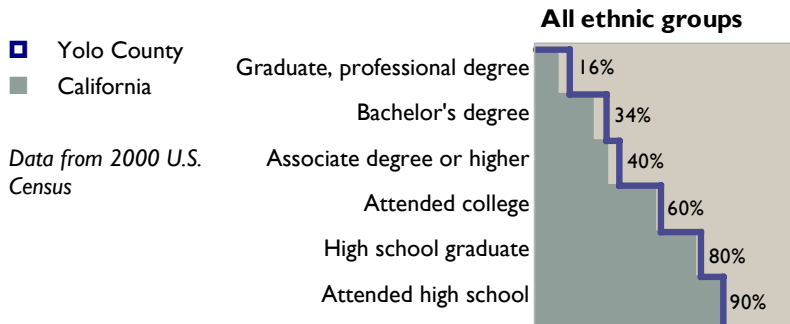 All ethnic groups
Yolo County
California
Data from 2000 U.S.
Census
Graduate, professional degree
16%
Bachelor's degree
34%
Associate degree or higher
40%
Attended college
60%
High school graduate
80%
Attended high school
90%